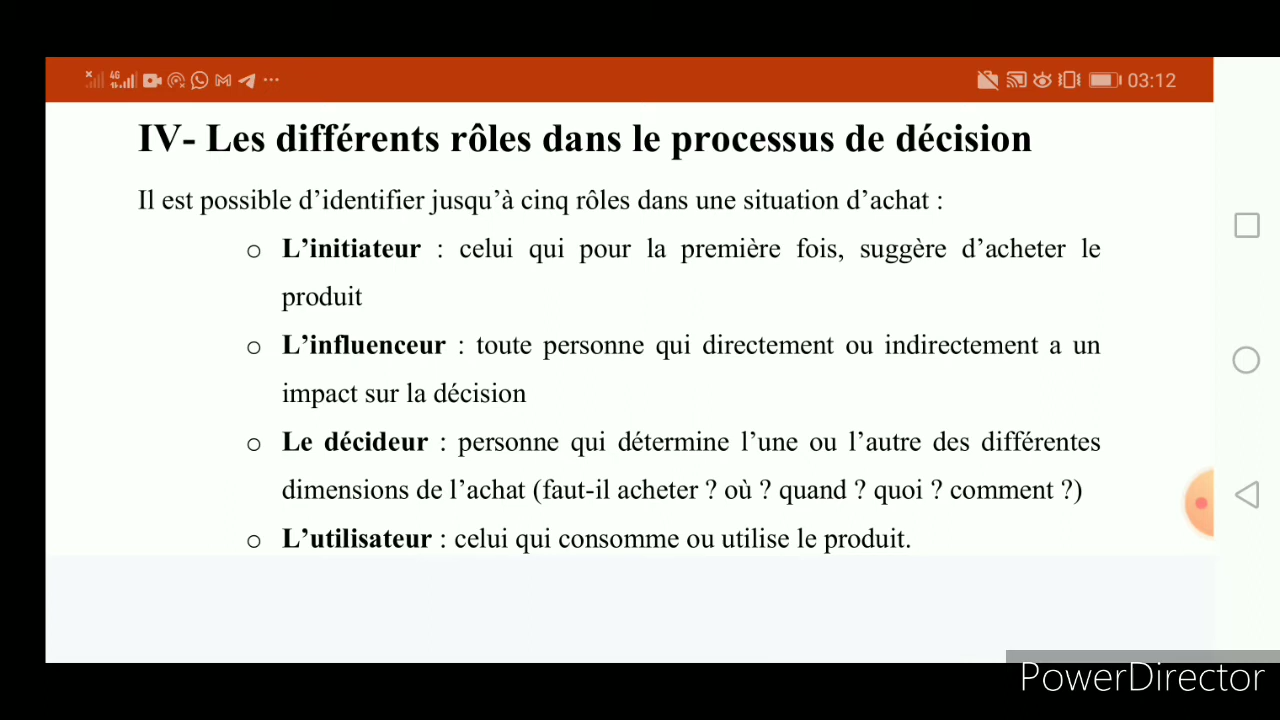 4G
03:12
IV- Les différents rôles dans le processus de décision
Il est possible d’identifier jusqu’à cinq rôles dans une situation d’achat :
o L’initiateur : celui qui pour la première fois, suggère d’acheter le
produit
o L’influenceur : toute personne qui directement ou indirectement a un
impact sur la décision
o Le décideur : personne qui détermine l’une ou l’autre des différentes
dimensions de l’achat (faut-il acheter ? où ? quand ? quoi ? comment ?)
o L’utilisateur : celui qui consomme ou utilise le produit.
PowerDirector